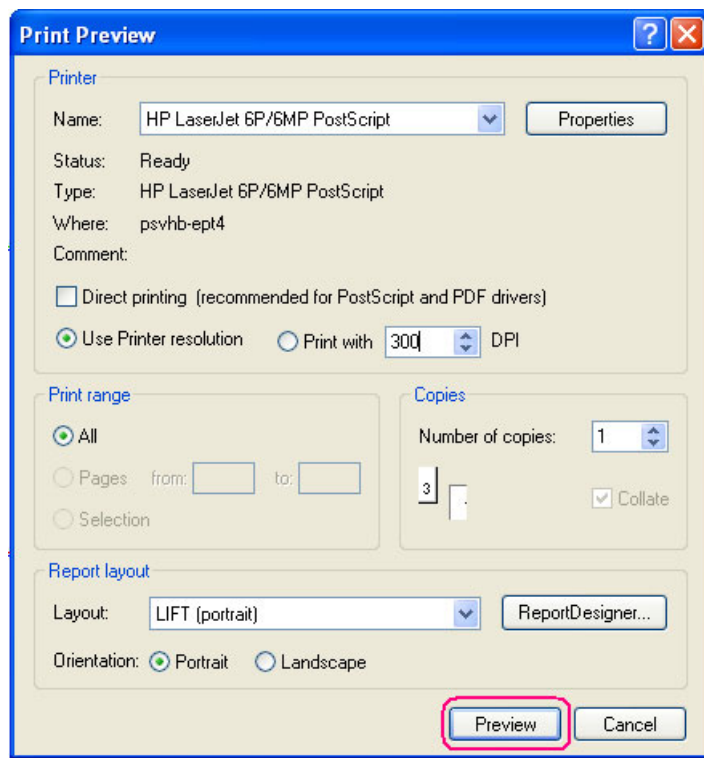 Print Preview
Printer
Name: HP LaserJet 6P/6MP PostScript Properties
Status: Ready
Type: HP LaserJet 6P/6MP PostScript
Where: psvhb-ept4
Comment:
Direct printing (recommended for PostScript and PDF drivers)
Use Printer resolution Print with 300 DPI
Print range
All
Pages from: to:
Selection
Copies
Number of copies: 1
3
Collate
Report layout
Layout: LIFT (portrait) ReportDesigner...
Orientation: Portrait Landscape
Preview Cancel